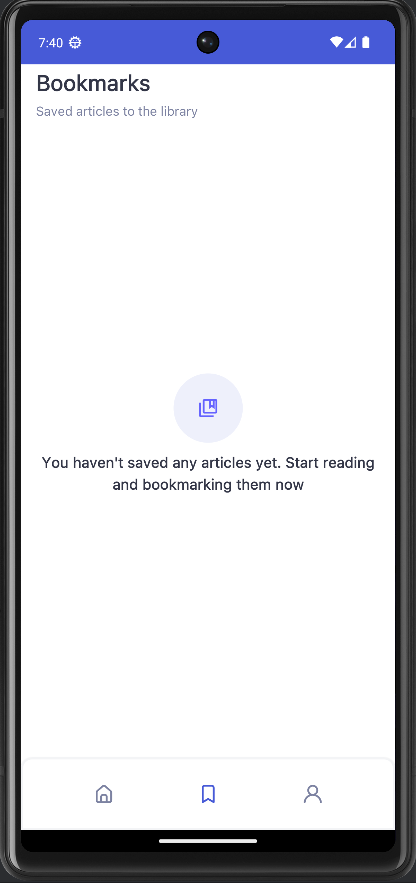 7:40
Bookmarks
Saved articles to the library
You haven't saved any articles yet. Start reading
and bookmarking them now